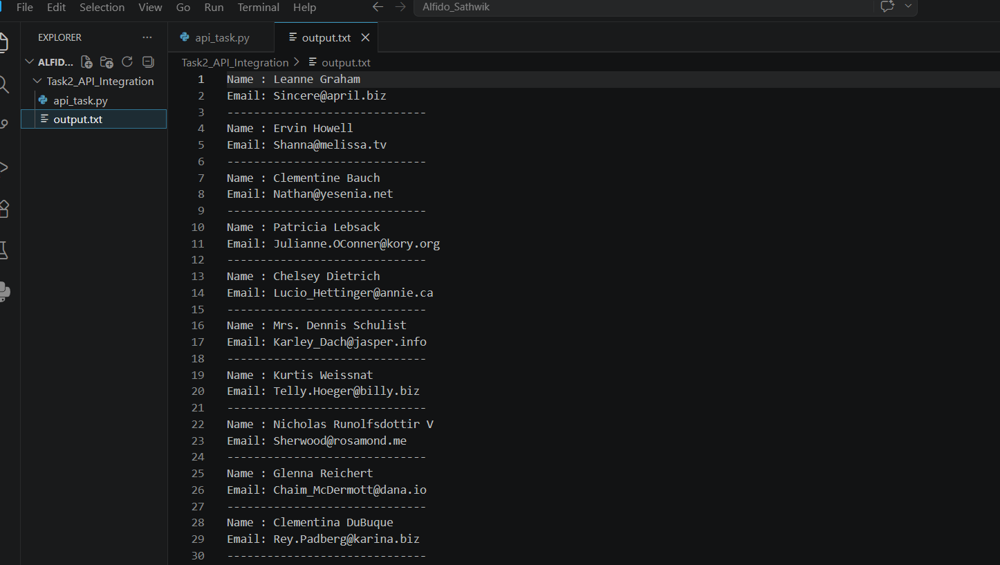 File Edit Selection View Go Run Terminal Help
Alfido_Sathwik
EXPLORER ...
ALFID...
Task2_API_Integration
api_task.py
output.txt
api_task.py output.txt
Task2_API_Integration > output.txt
1 Name : Leanne Graham
2 Email: Sincere@april.biz
3 ------------------------------
4 Name : Ervin Howell
5 Email: Shanna@melissa.tv
6 ------------------------------
7 Name : Clementine Bauch
8 Email: Nathan@yesenia.net
9 ------------------------------
10 Name : Patricia Lebsack
11 Email: Julianne.OConner@kory.org
12 ------------------------------
13 Name : Chelsey Dietrich
14 Email: Lucio_Hettinger@annie.ca
15 ------------------------------
16 Name : Mrs. Dennis Schulist
17 Email: Karley_Dach@jasper.info
18 ------------------------------
19 Name : Kurtis Weissnat
20 Email: Telly.Hoeger@billy.biz
21 ------------------------------
22 Name : Nicholas Runolfsdottir V
23 Email: Sherwood@rosamond.me
24 ------------------------------
25 Name : Glenna Reichert
26 Email: Chaim_McDermott@dana.io
27 ------------------------------
28 Name : Clementina DuBuque
29 Email: Rey.Padberg@karina.biz
30 ------------------------------